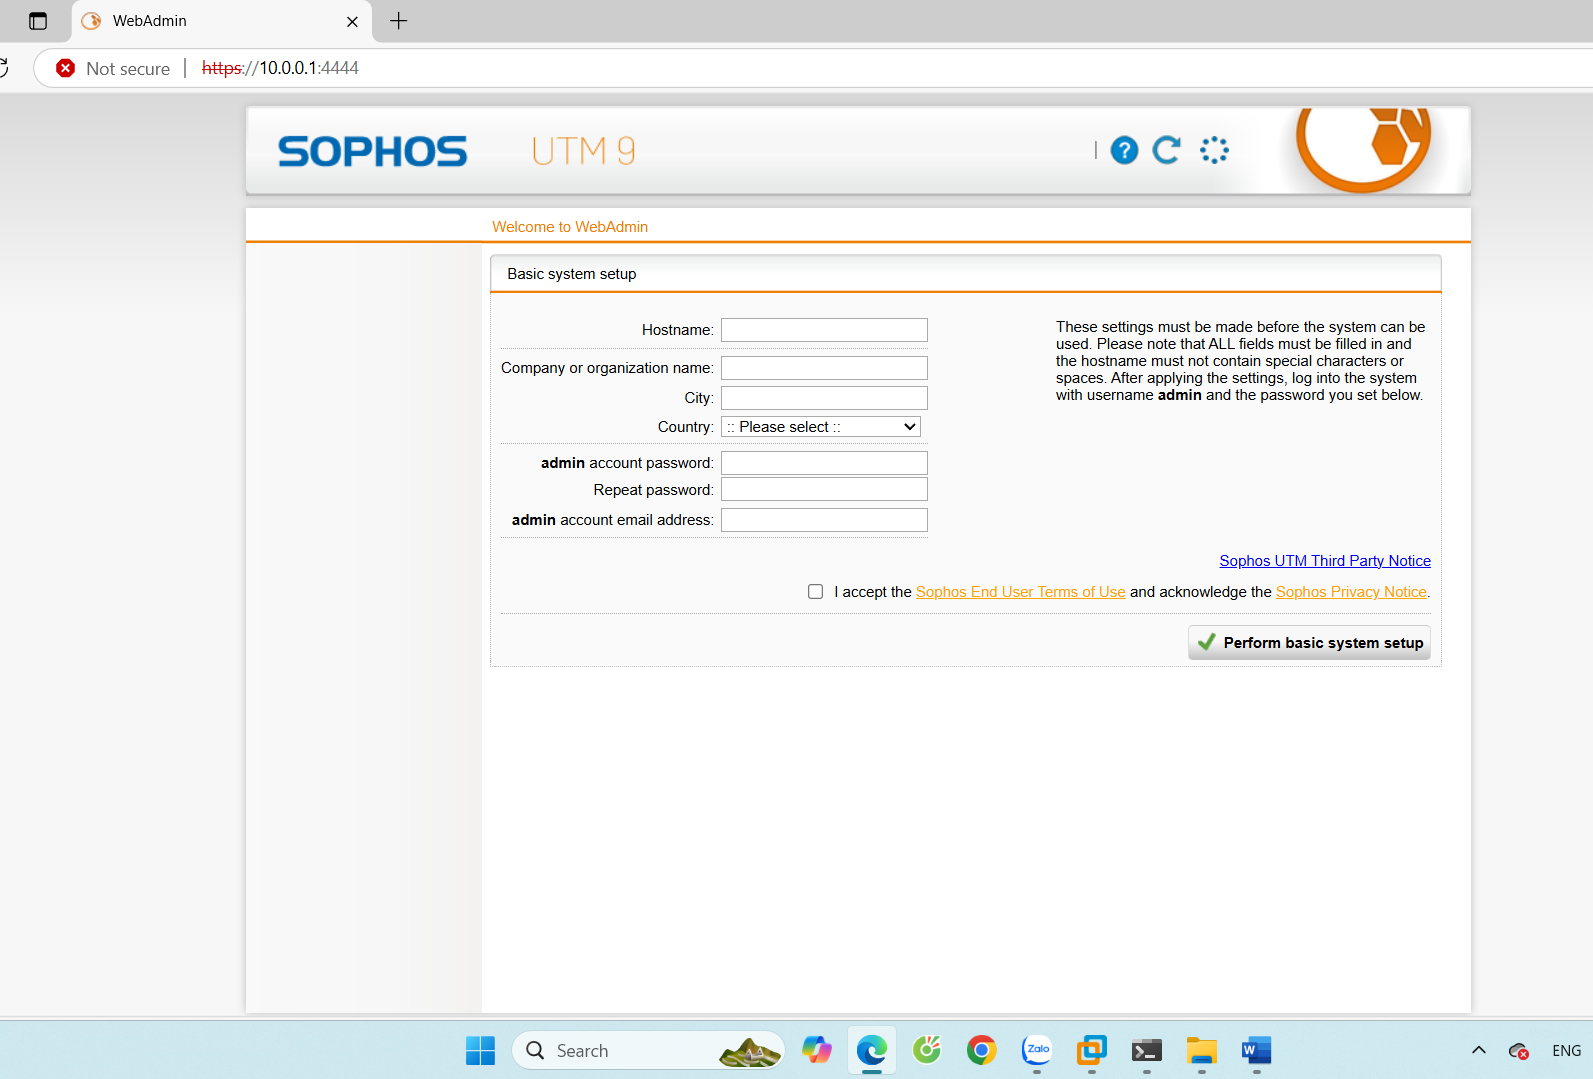 WebAdmin
Not secure
https://10.0.0.1:4444
SOPHOS UTM 9
?
Welcome to WebAdmin
Basic system setup
Hostname:
These settings must be made before the system can be
used. Please note that ALL fields must be filled in and
the hostname must not contain special characters or
spaces. After applying the settings, log into the system
with username admin and the password you set below.
Company or organization name:
City:
Country: :: Please select ::
admin account password:
Repeat password:
admin account email address:
Sophos UTM Third Party Notice
I accept the Sophos End User Terms of Use and acknowledge the Sophos Privacy Notice.
Perform basic system setup
Search
Zalo
W
ENG